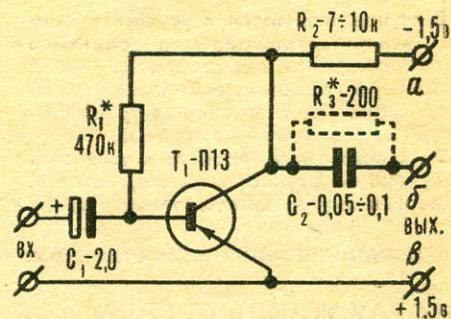 R₂-7÷10к
-1,5в
а
R₃*-200
R₁*
470к
T₁-П13
C₂-0,05÷0,1
б
вых.
+
вх
C₁-2,0
в
+1,5в